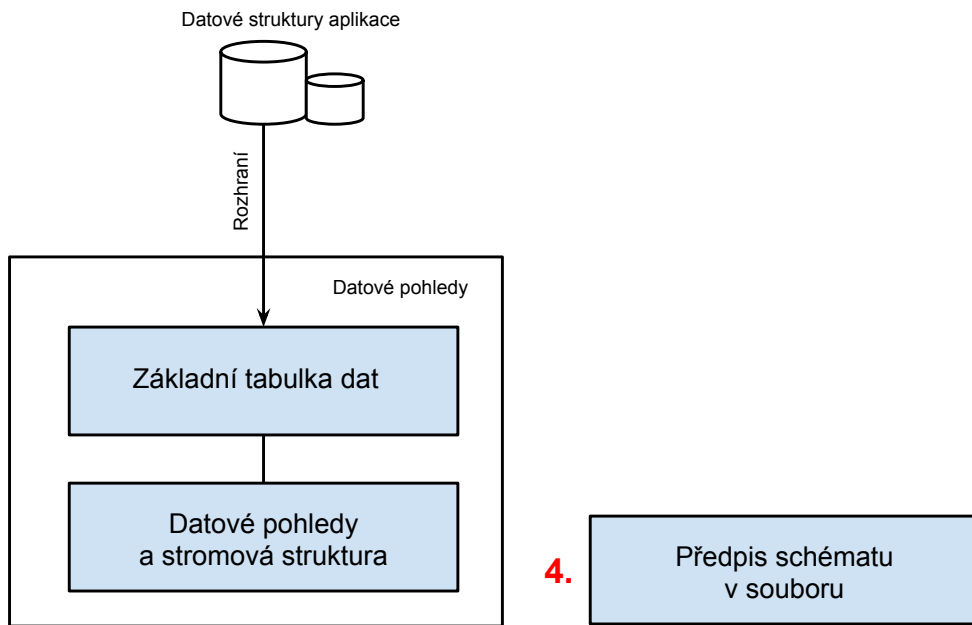 Datové struktury aplikace
Rozhraní
Datové pohledy
Základní tabulka dat
Datové pohledy
a stromová struktura
4.
Předpis schématu
v souboru